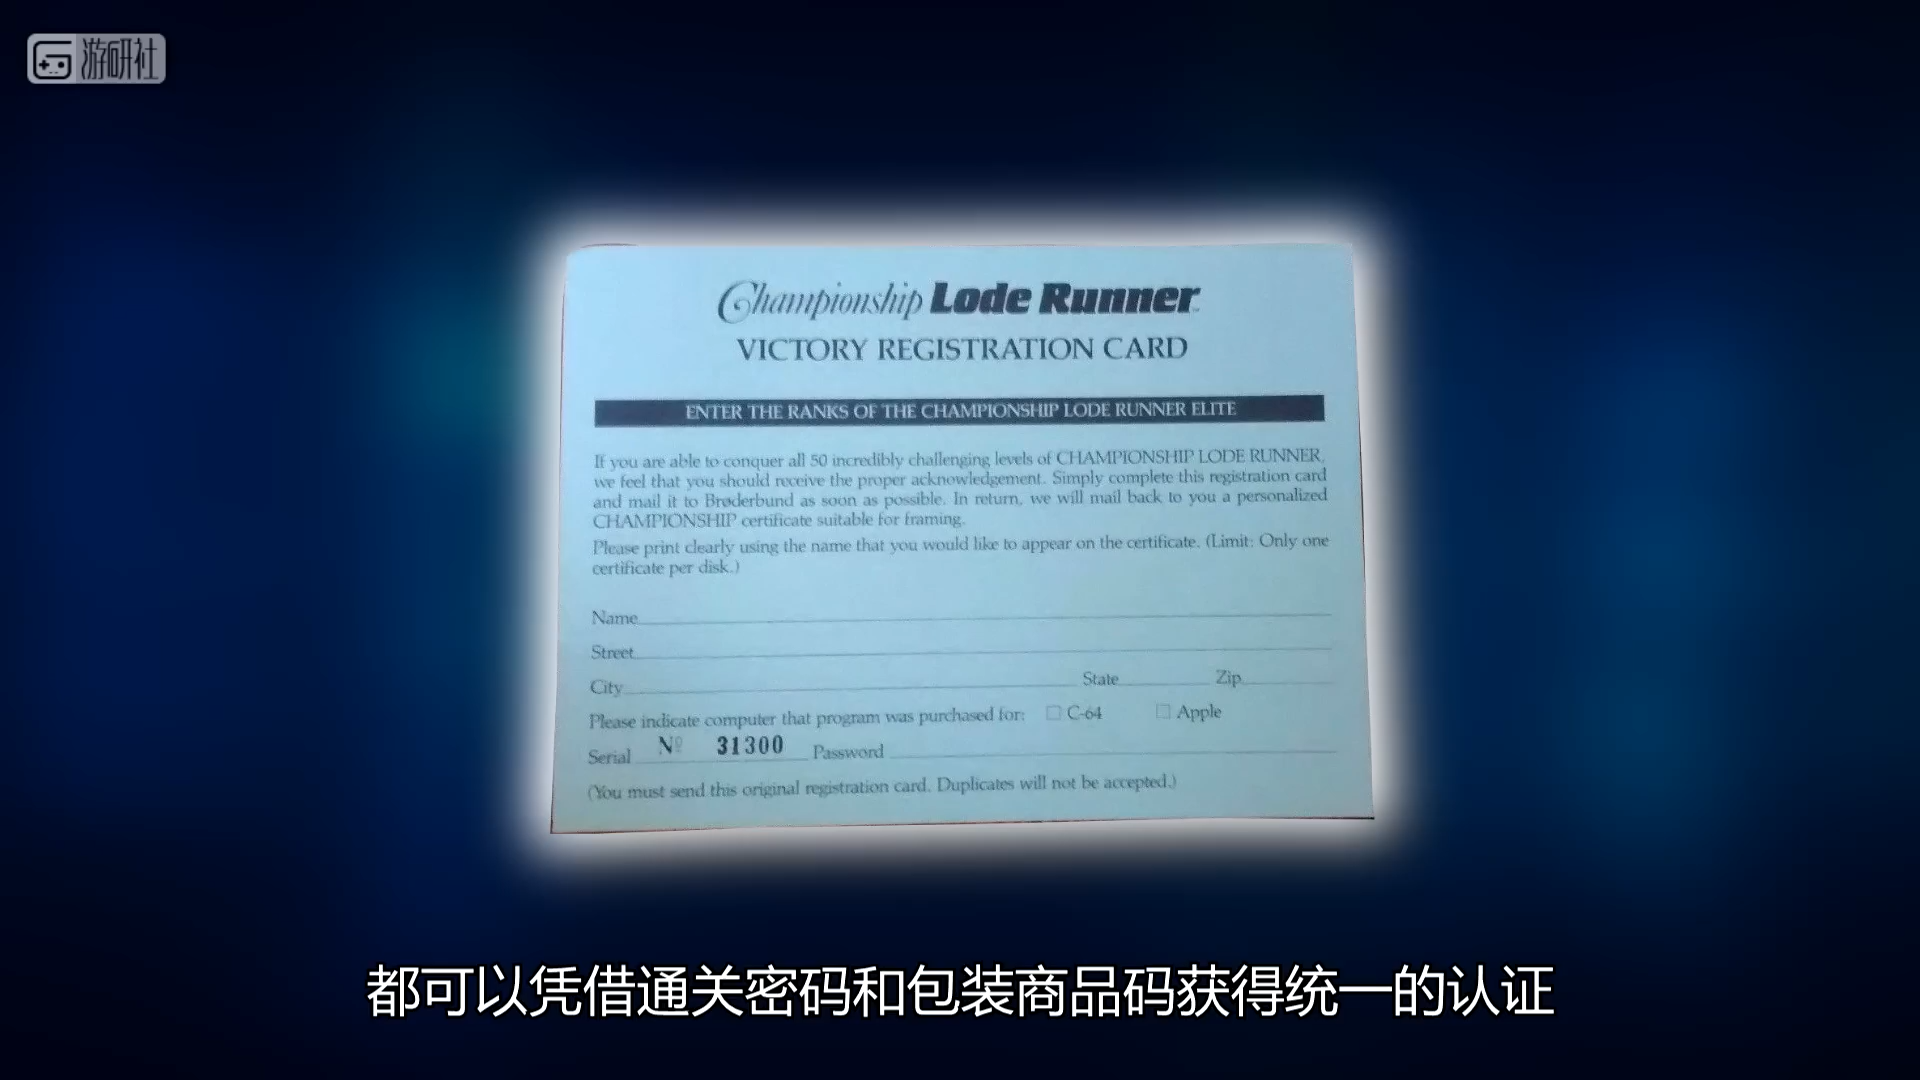 游研社
Championship Lode Runner™
VICTORY REGISTRATION CARD
ENTER THE RANKS OF THE CHAMPIONSHIP LODE RUNNER ELITE
If you are able to conquer all 50 incredibly challenging levels of CHAMPIONSHIP LODE RUNNER,
we feel that you should receive the proper acknowledgement. Simply complete this registration card
and mail it to Brøderbund as soon as possible. In return, we will mail back to you a personalized
CHAMPIONSHIP certificate suitable for framing.
Please print clearly using the name that you would like to appear on the certificate. (Limit: Only one
certificate per disk.)
Name
Street
City State Zip
Please indicate computer that program was purchased for: □ C-64 □ Apple
Serial Nº 31300 Password
(You must send this original registration card. Duplicates will not be accepted.)
都可以凭借通关密码和包装商品码获得统一的认证